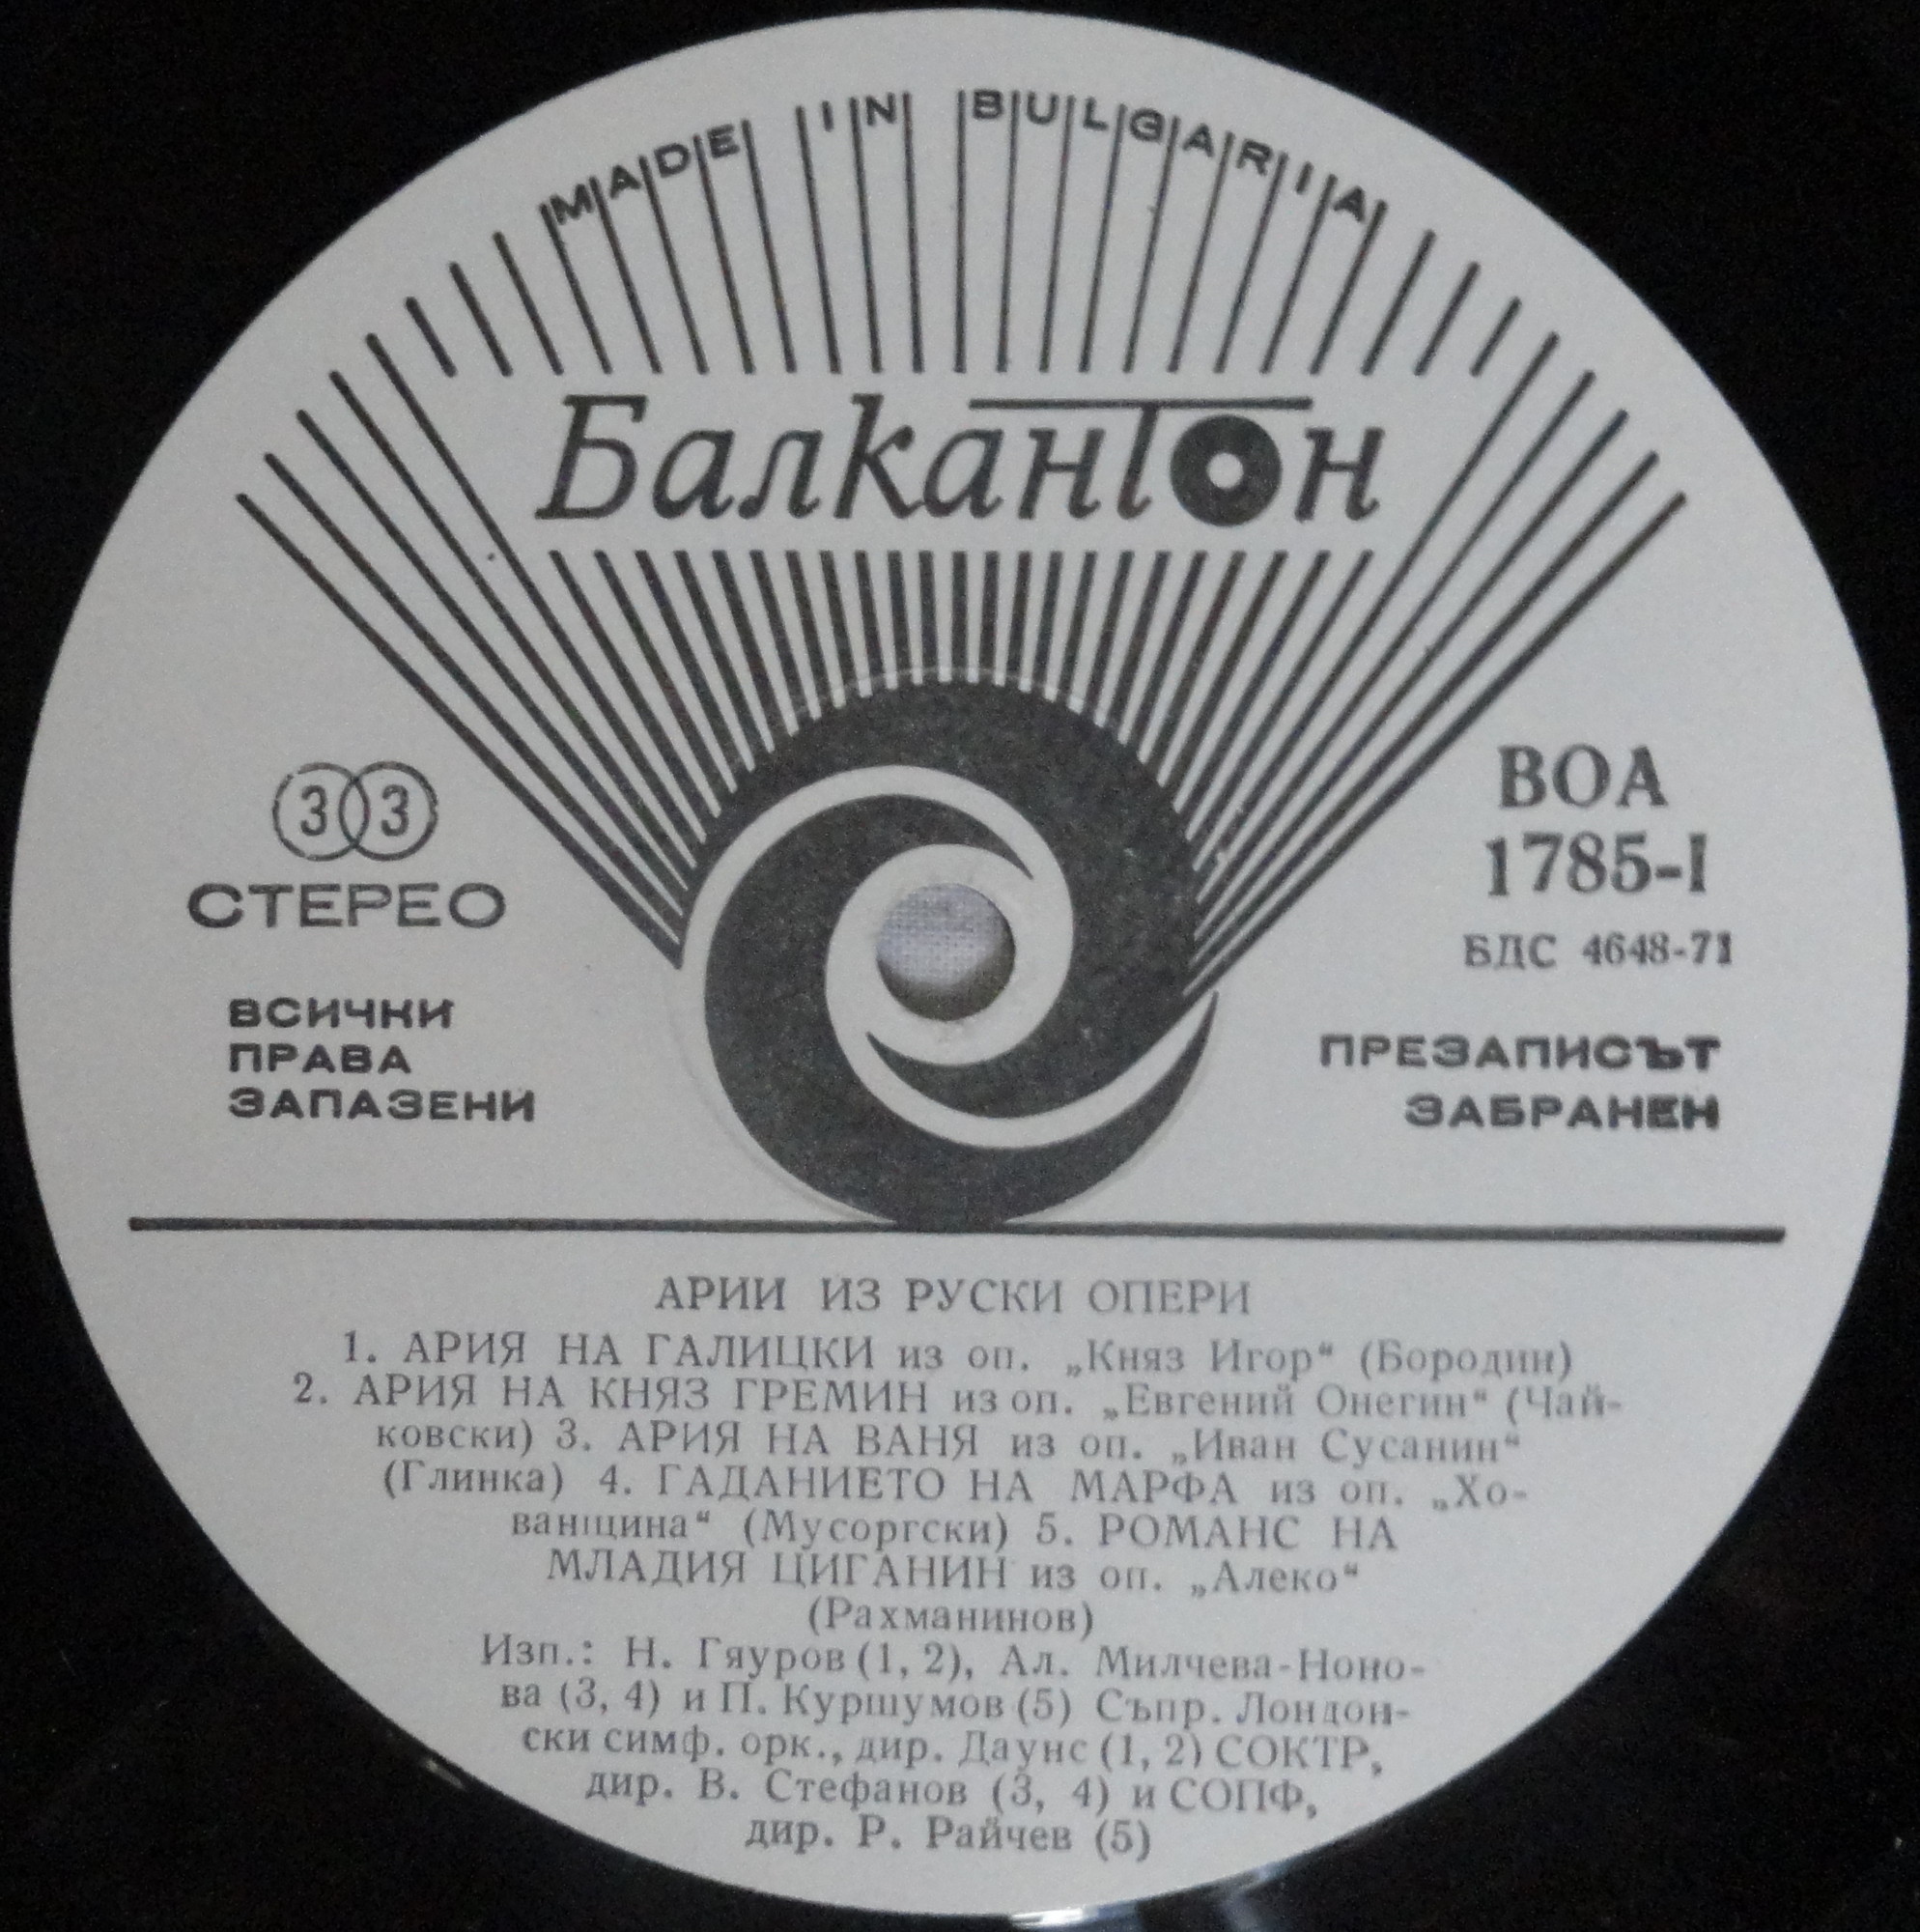 MADE IN BULGARIA
Балкантон
33
СТЕРЕО
ВСИЧКИ
ПРАВА
ЗАПАЗЕНИ
ВОА
1785-I
БДС 4648-71
ПРЕЗАПИСЪТ
ЗАБРАНЕН
АРИИ ИЗ РУСКИ ОПЕРИ
1. АРИЯ НА ГАЛИЦКИ из оп. „Княз Игор“ (Бородин)
2. АРИЯ НА КНЯЗ ГРЕМИН из оп. „Евгений Онегин“ (Чай-
ковски) 3. АРИЯ НА ВАНЯ из оп. „Иван Сусанин“
(Глинка) 4. ГАДАНИЕТО НА МАРФА из оп. „Хо-
ванщина“ (Мусоргски) 5. РОМАНС НА
МЛАДИЯ ЦИГАНИН из оп. „Алеко“
(Рахманинов)
Изп.: Н. Гяуров (1, 2), Ал. Милчева-Ноно-
ва (3, 4) и П. Куршумов (5) Съпр. Лондон-
ски симф. орк., дир. Даунс (1, 2) СОКТР,
дир. В. Стефанов (3, 4) и СОПФ,
дир. Р. Райчев (5)